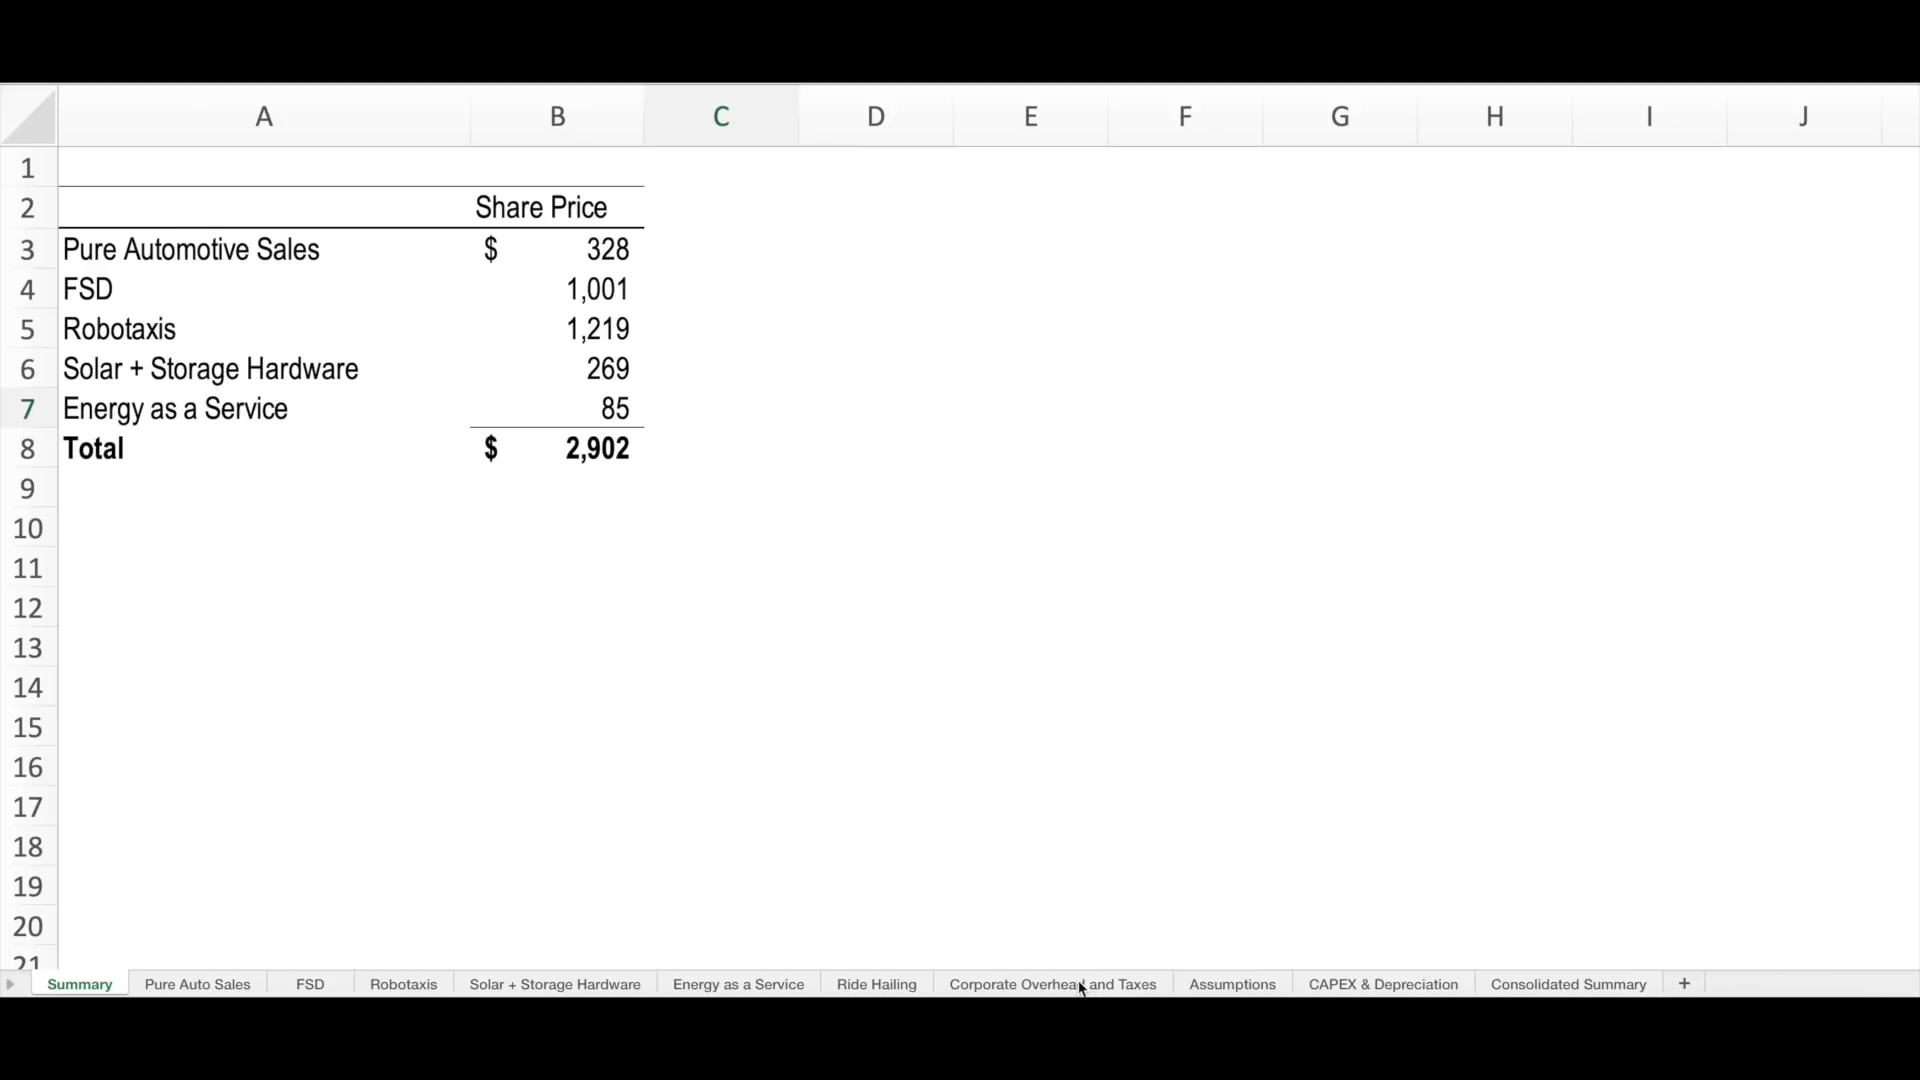 A B C D E F G H I J
1
2 Share Price
3 Pure Automotive Sales $ 328
4 FSD 1,001
5 Robotaxis 1,219
6 Solar + Storage Hardware 269
7 Energy as a Service 85
8 Total $ 2,902
9
10
11
12
13
14
15
16
17
18
19
20
21
Summary Pure Auto Sales FSD Robotaxis Solar + Storage Hardware Energy as a Service Ride Hailing Corporate Overhead and Taxes Assumptions CAPEX & Depreciation Consolidated Summary +